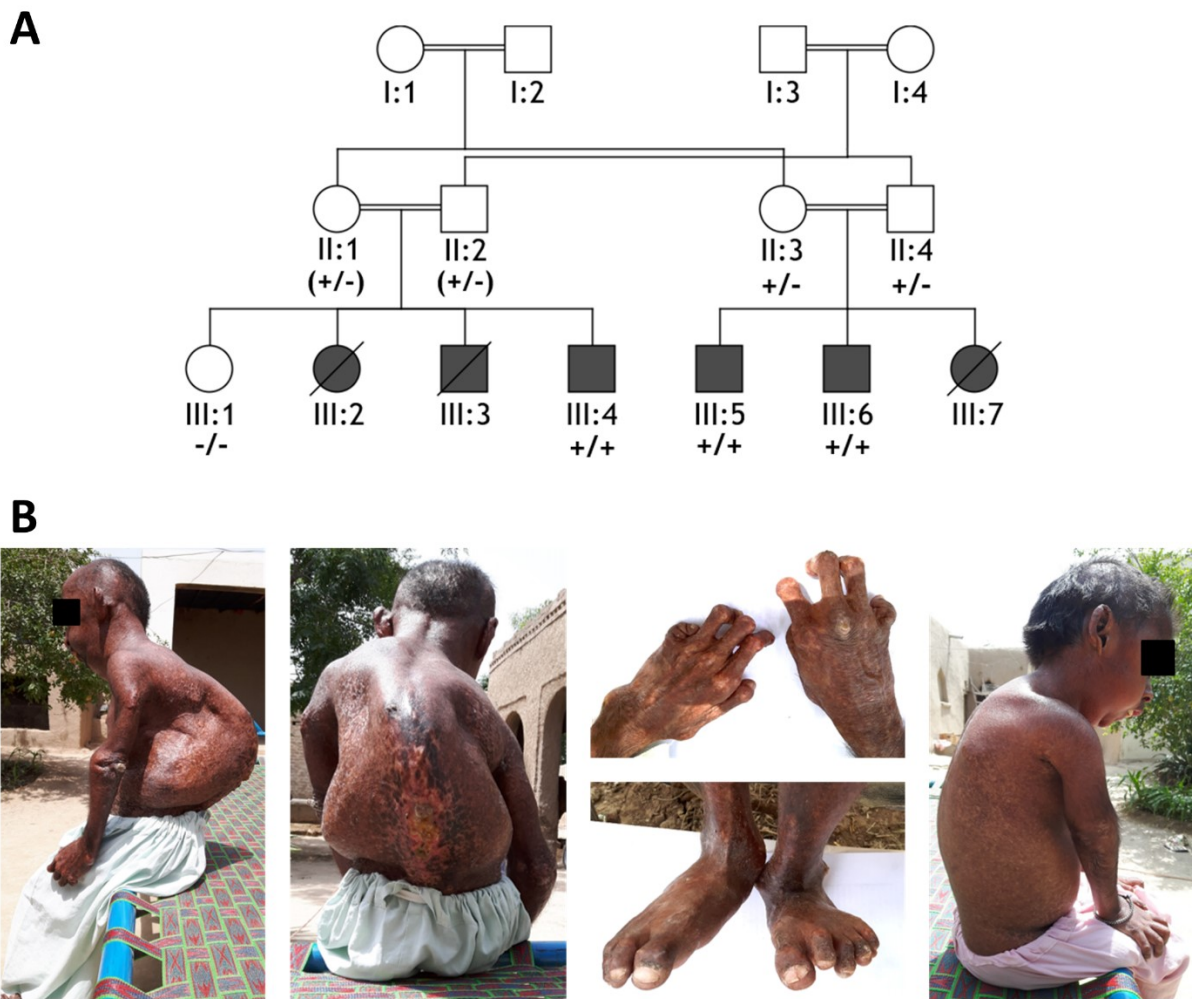 A
I:1 I:2 I:3 I:4
II:1 II:2 II:3 II:4
(+/-) (+/-) +/- +/-
III:1 III:2 III:3 III:4 III:5 III:6 III:7
-/- +/+ +/+ +/+
B